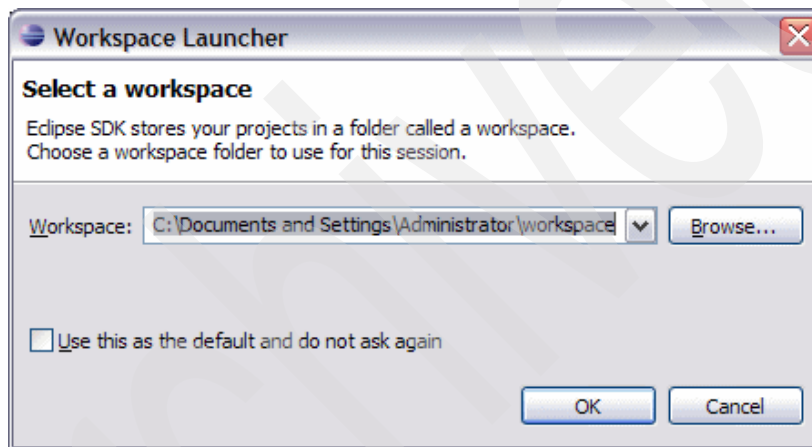 Workspace Launcher
Select a workspace
Eclipse SDK stores your projects in a folder called a workspace.
Choose a workspace folder to use for this session.
Workspace: C:\Documents and Settings\Administrator\workspace Browse...
Use this as the default and do not ask again
OK Cancel